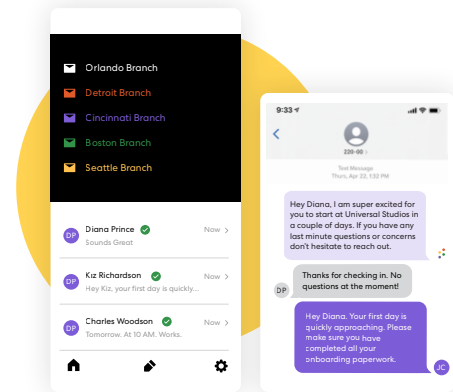 Orlando Branch
Detroit Branch
Cincinnati Branch
Boston Branch
Seattle Branch
DP
Diana Prince
Now
Sounds Great
DP
Kiz Richardson
Now
Hey Kiz, your first day is quickly...
DP
Charles Woodson
Now
Tomorrow. At 10 AM. Works.
9:33
220-00
Text Message
Thurs, Apr 22, 1:32 PM
Hey Diana, I am super excited for
you to start at Universal Studios in
a couple of days. If you have any
last minute questions or concerns
don't hesitate to reach out.
Thanks for checking in. No
questions at the moment!
DP
Hey Diana. Your first day is
quickly approaching. Please
make sure you have
completed all your
onboarding paperwork.
JC